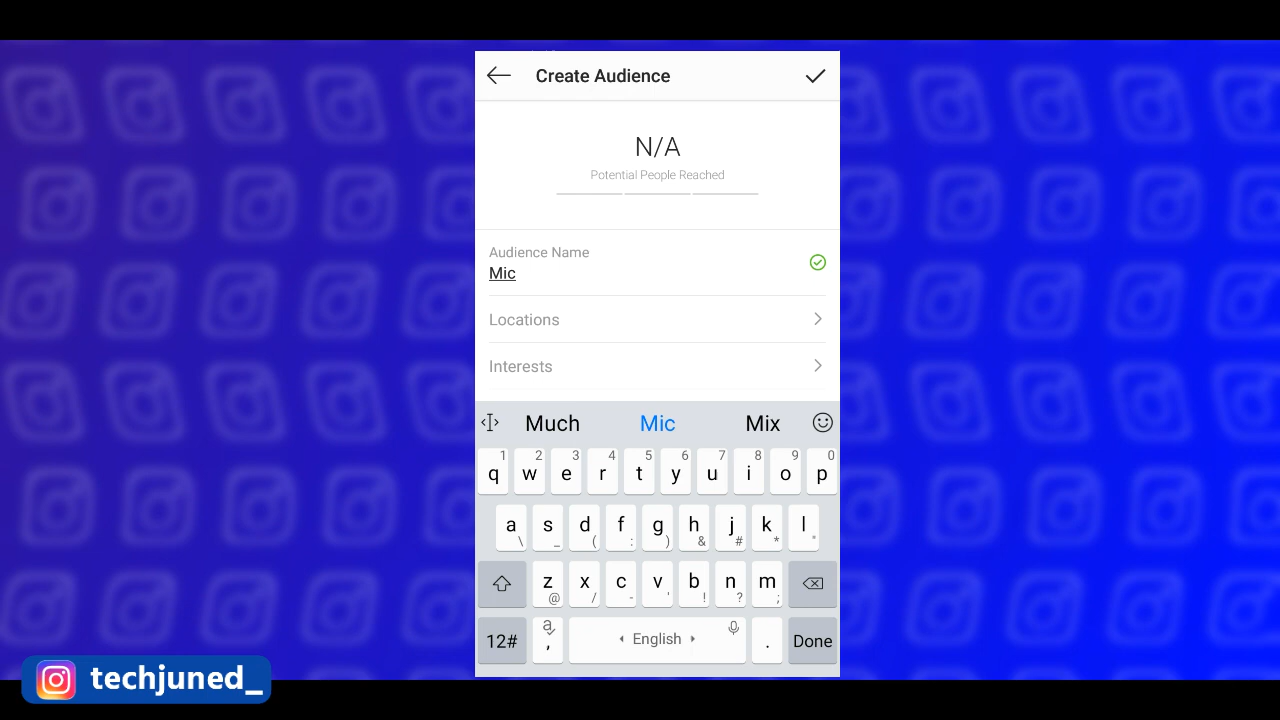 Create Audience
N/A
Potential People Reached
Audience Name
Mic
Locations
Interests
Much Mic Mix
1 2 3 4 5 6 7 8 9 0
q w e r t y u i o p
a s d f g h j k l
\ _ ( : ) & # * "
z x c v b n m
@ / - ' ! ? ;
12# , English . Done
techjuned_